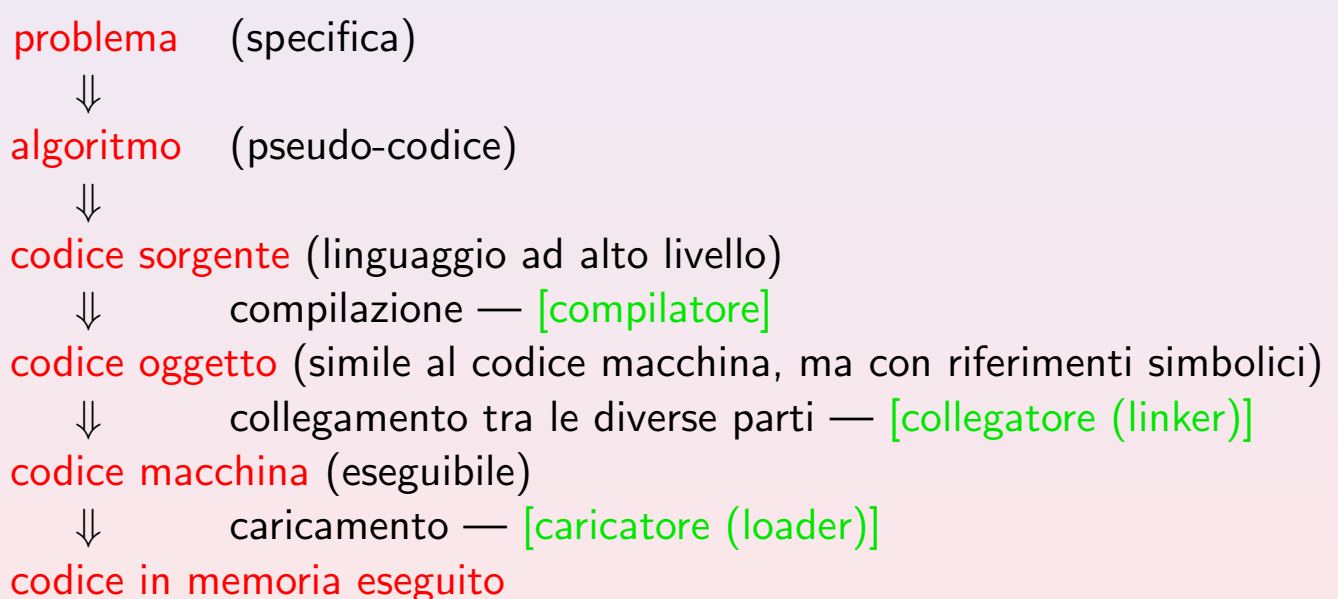 problema (specifica)
⇓
algoritmo (pseudo-codice)
⇓
codice sorgente (linguaggio ad alto livello)
⇓ compilazione — [compilatore]
codice oggetto (simile al codice macchina, ma con riferimenti simbolici)
⇓ collegamento tra le diverse parti — [collegatore (linker)]
codice macchina (eseguibile)
⇓ caricamento — [caricatore (loader)]
codice in memoria eseguito